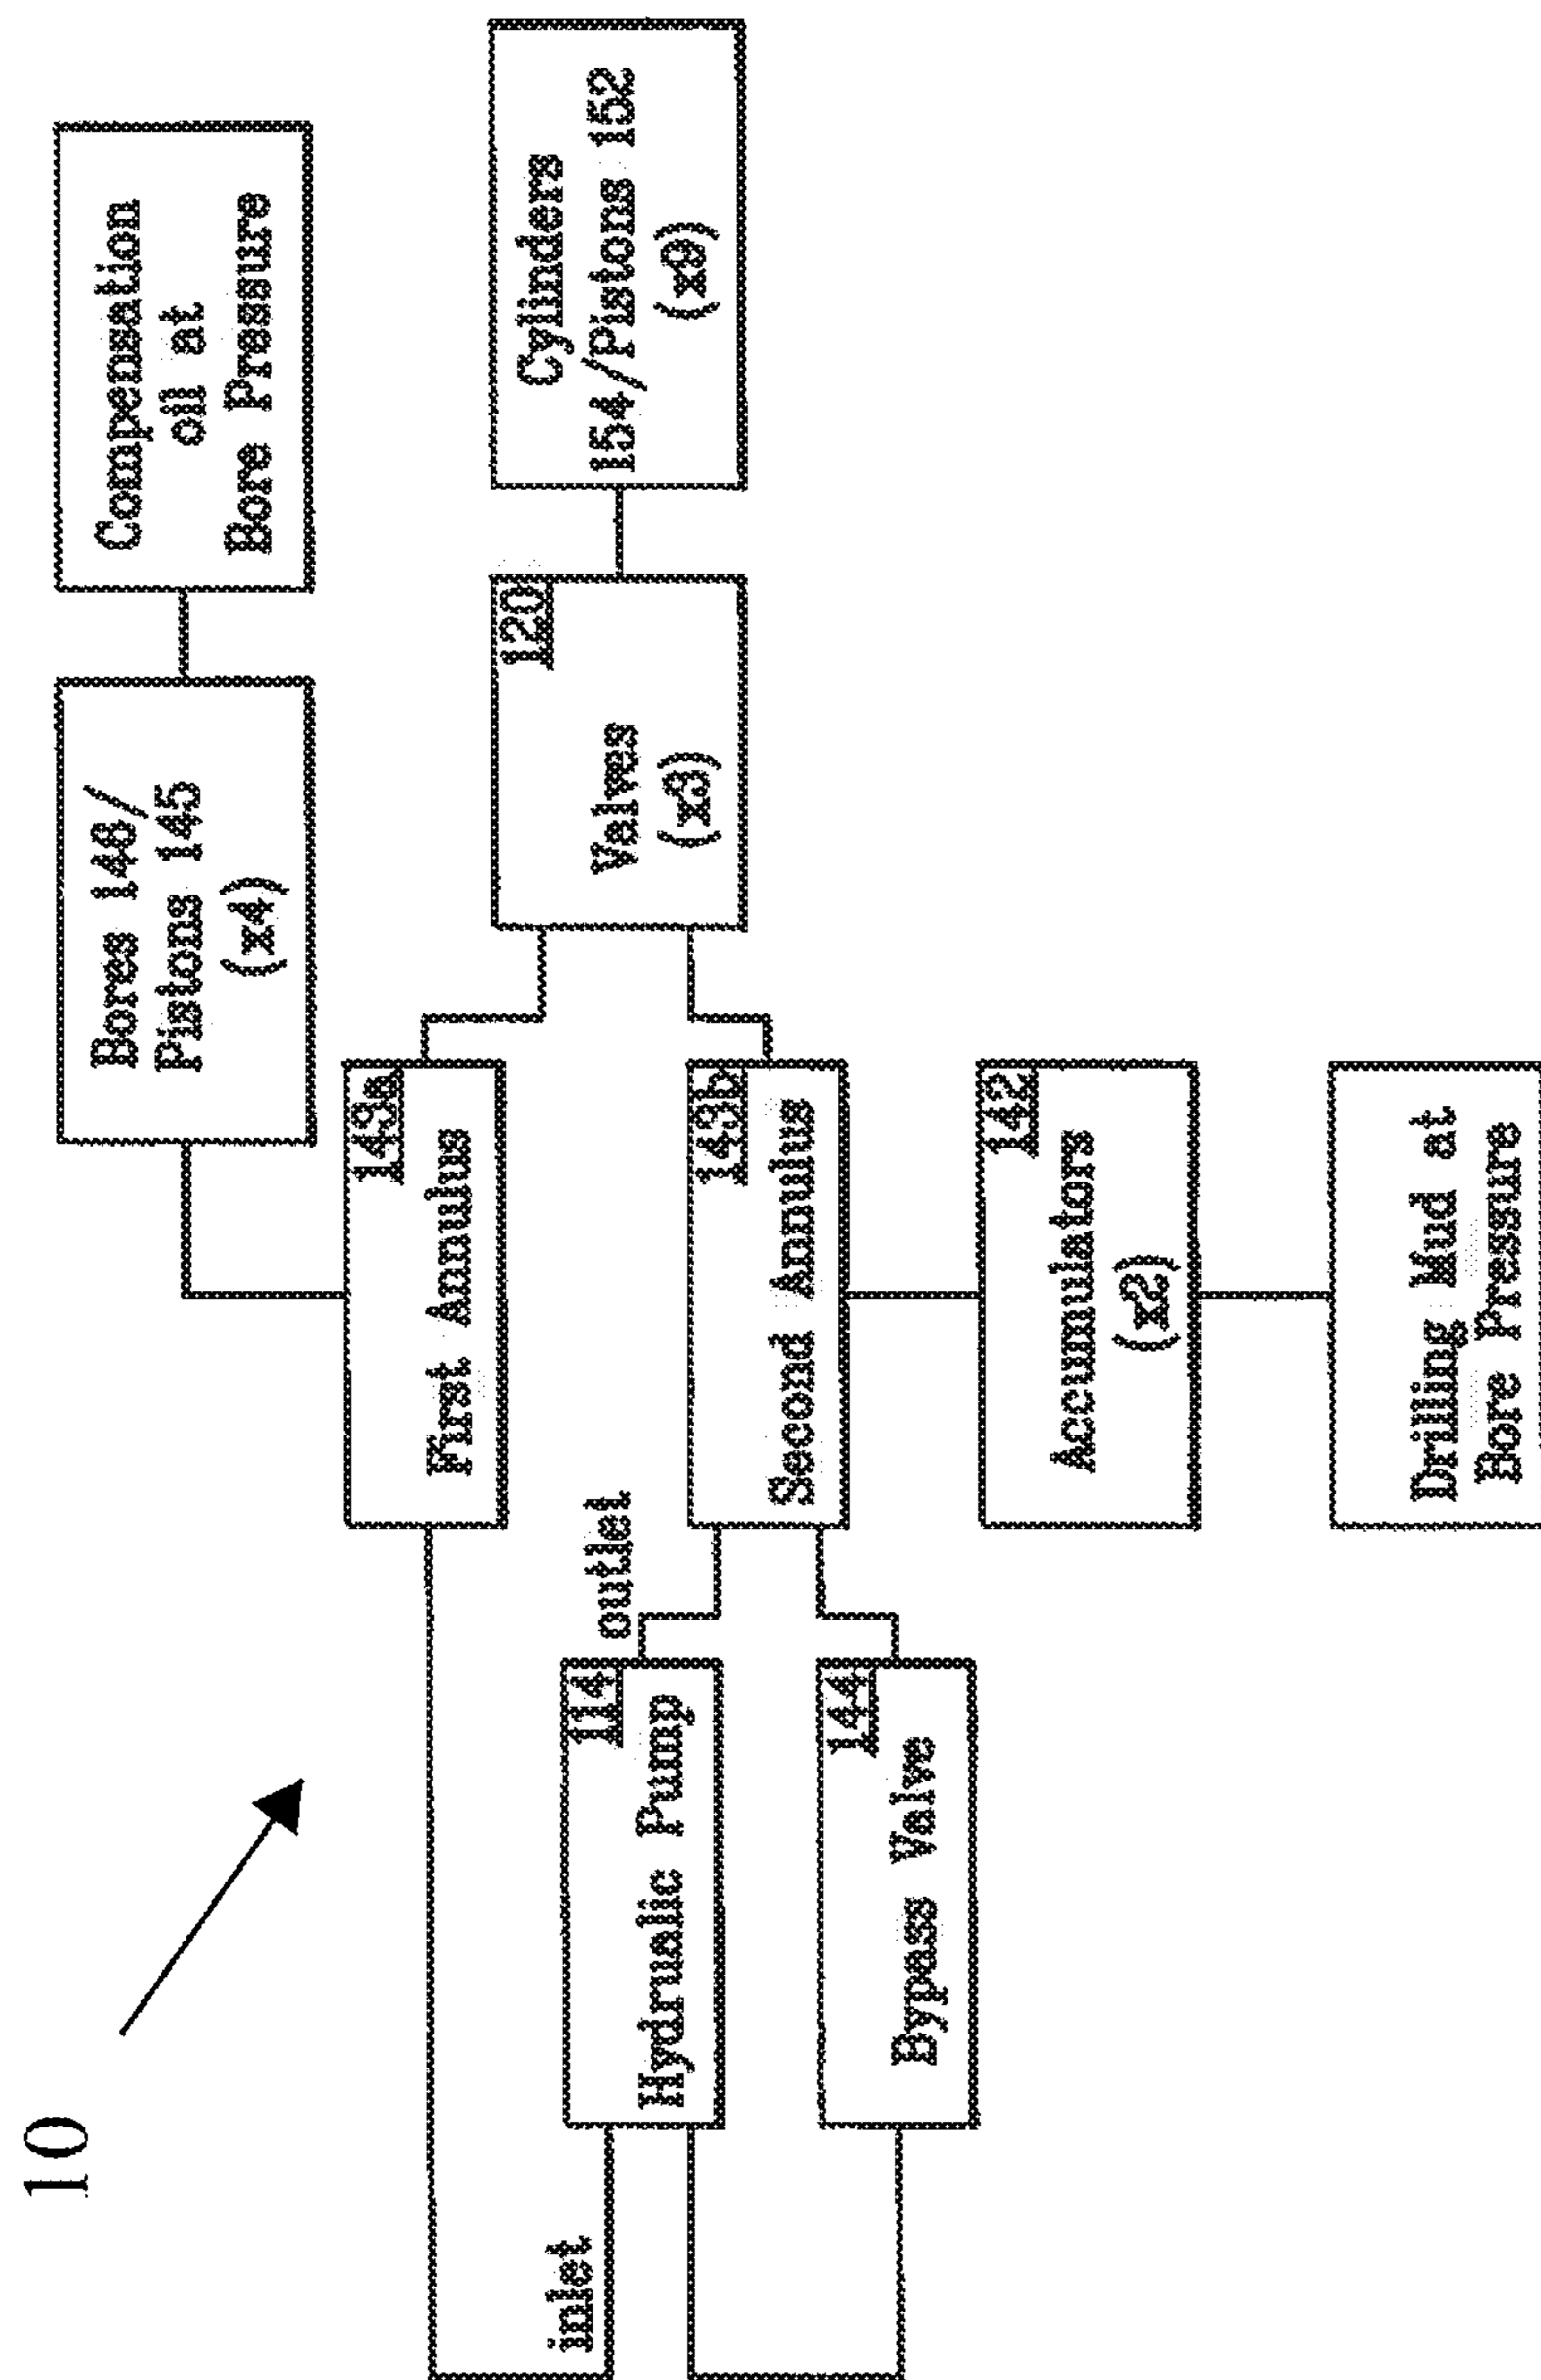 10
Bores 148/
Pistons 145
(x4)
Compensation
oil at
Bore Pressure
143a
First Annulus
inlet
114
Hydrualic Pump
outlet
120
Valves
(x3)
Cylinders
154/Pistons 152
(x9)
143b
Second Annulus
144
Bypass Valve
142
Accumulators
(x2)
Drilling Mud at
Bore Pressure